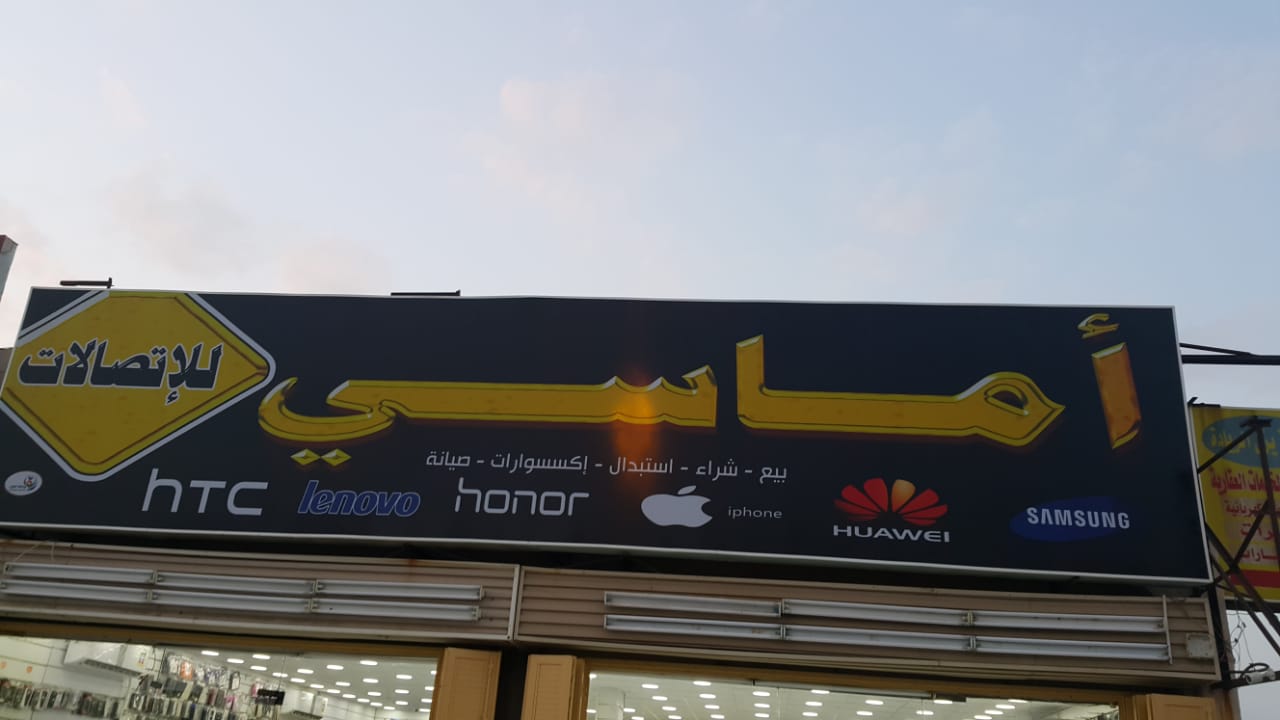 أماسي
للإتصالات
بيع - شراء - استبدال - إكسسوارات - صيانة
hTC lenovo honor iphone HUAWEI SAMSUNG